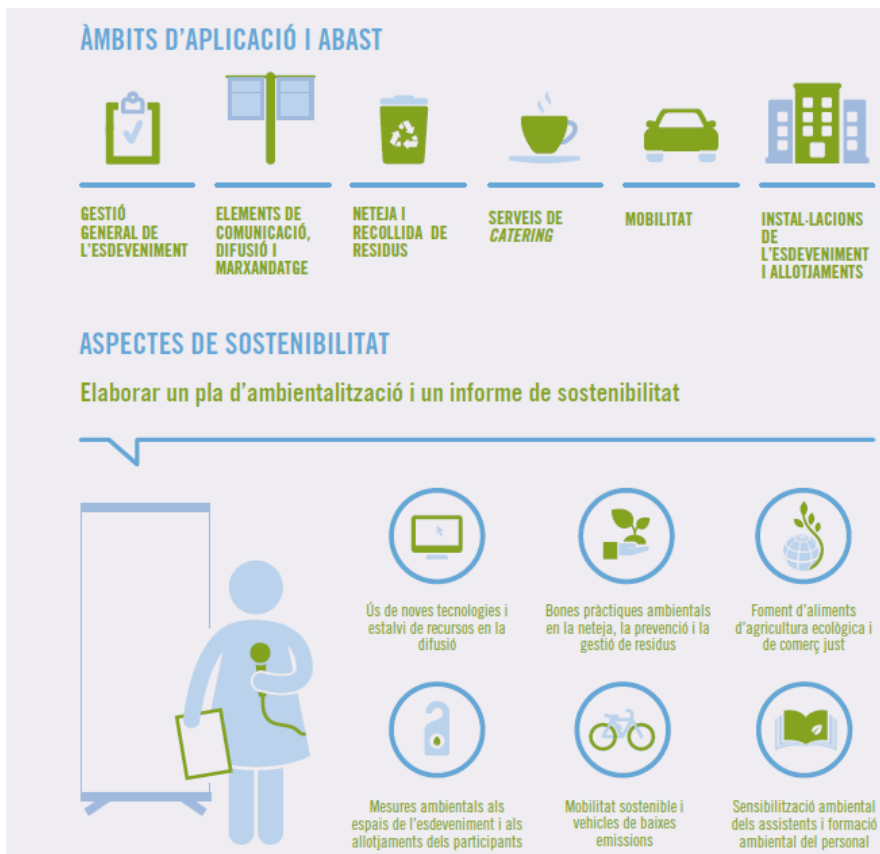 ÀMBITS D'APLICACIÓ I ABAST
GESTIÓ
GENERAL DE
L'ESDEVENIMENT
ELEMENTS DE
COMUNICACIÓ,
DIFUSIÓ I
MARXANDATGE
NETEJA I
RECOLLIDA DE
RESIDUS
SERVEIS DE
CATERING
MOBILITAT
INSTAL·LACIONS
DE
L'ESDEVENIMENT
I ALLOTJAMENTS
ASPECTES DE SOSTENIBILITAT
Elaborar un pla d'ambientalització i un informe de sostenibilitat
Ús de noves tecnologies i
estalvi de recursos en la
difusió
Bones pràctiques ambientals
en la neteja, la prevenció i la
gestió de residus
Foment d'aliments
d'agricultura ecològica i
de comerç just
Mesures ambientals als
espais de l'esdeveniment i als
allotjaments dels participants
Mobilitat sostenible i
vehicles de baixes
emissions
Sensibilització ambiental
dels assistents i formació
ambiental del personal